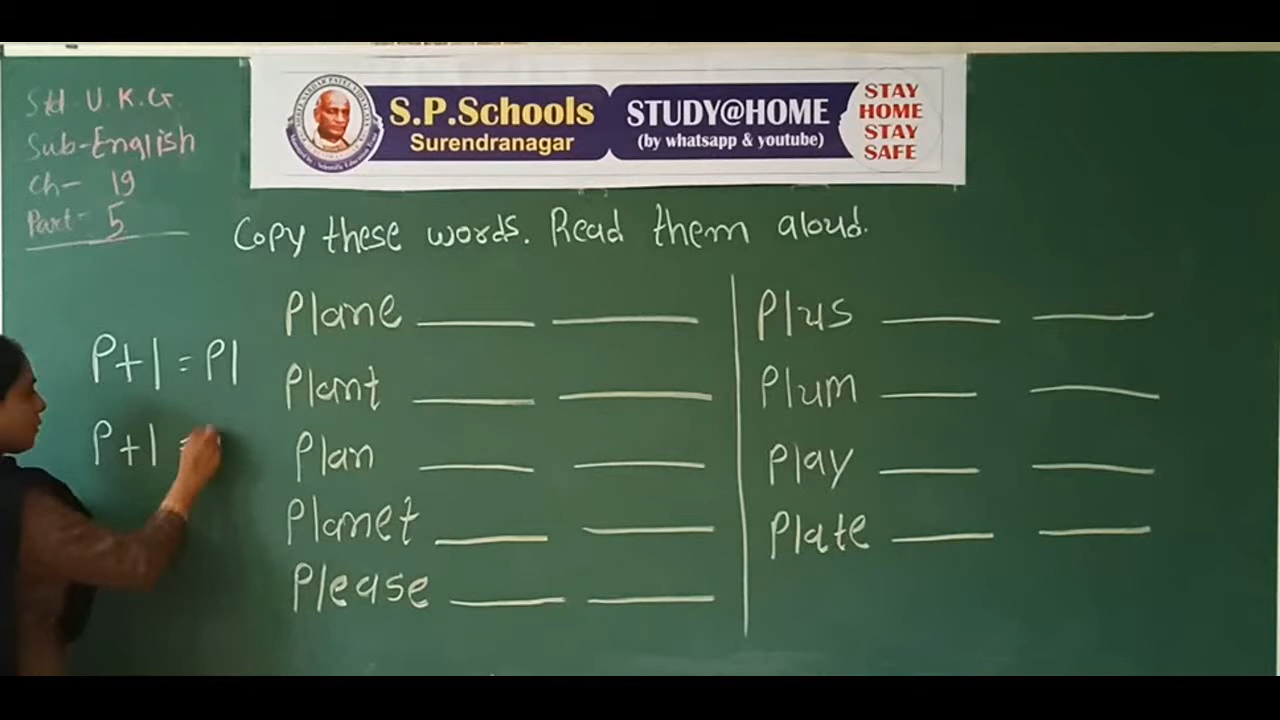 Std U.K.G.
Sub-English
Ch- 19
Part- 5
S.P.Schools
Surendranagar
STUDY@HOME
(by whatsapp & youtube)
STAY
HOME
STAY
SAFE
Copy these words. Read them aloud.
P+l = Pl
P+l =
Plane
Plant
Plan
Planet
Please
Plus
Plum
Play
Plate